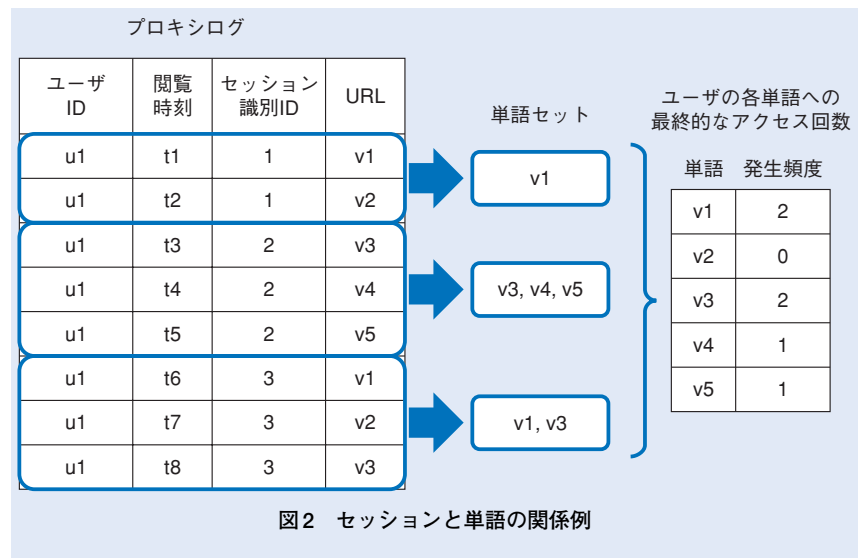 プロキシログ
ユーザ
ID
閲覧
時刻
セッション
識別ID
URL
u1 t1 1 v1
u1 t2 1 v2
u1 t3 2 v3
u1 t4 2 v4
u1 t5 2 v5
u1 t6 3 v1
u1 t7 3 v2
u1 t8 3 v3
単語セット
v1
v3, v4, v5
v1, v3
ユーザの各単語への
最終的なアクセス回数
単語 発生頻度
v1 2
v2 0
v3 2
v4 1
v5 1
図2 セッションと単語の関係例